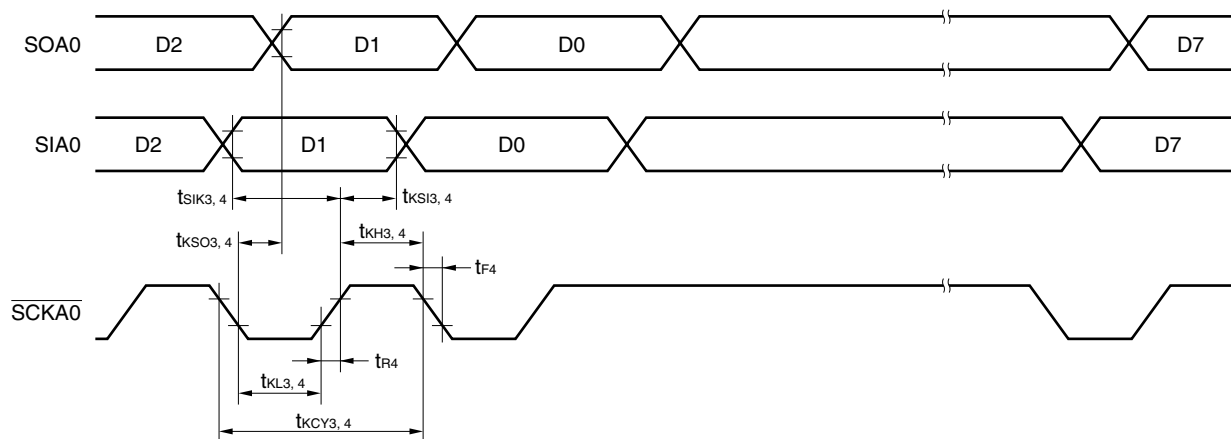 SOA0 D2 D1 D0 D7
SIA0 D2 D1 D0 D7
tSIK3, 4 tKSI3, 4
tKSO3, 4 tKH3, 4
tF4
SCKA0
tR4
tKL3, 4
tKCY3, 4